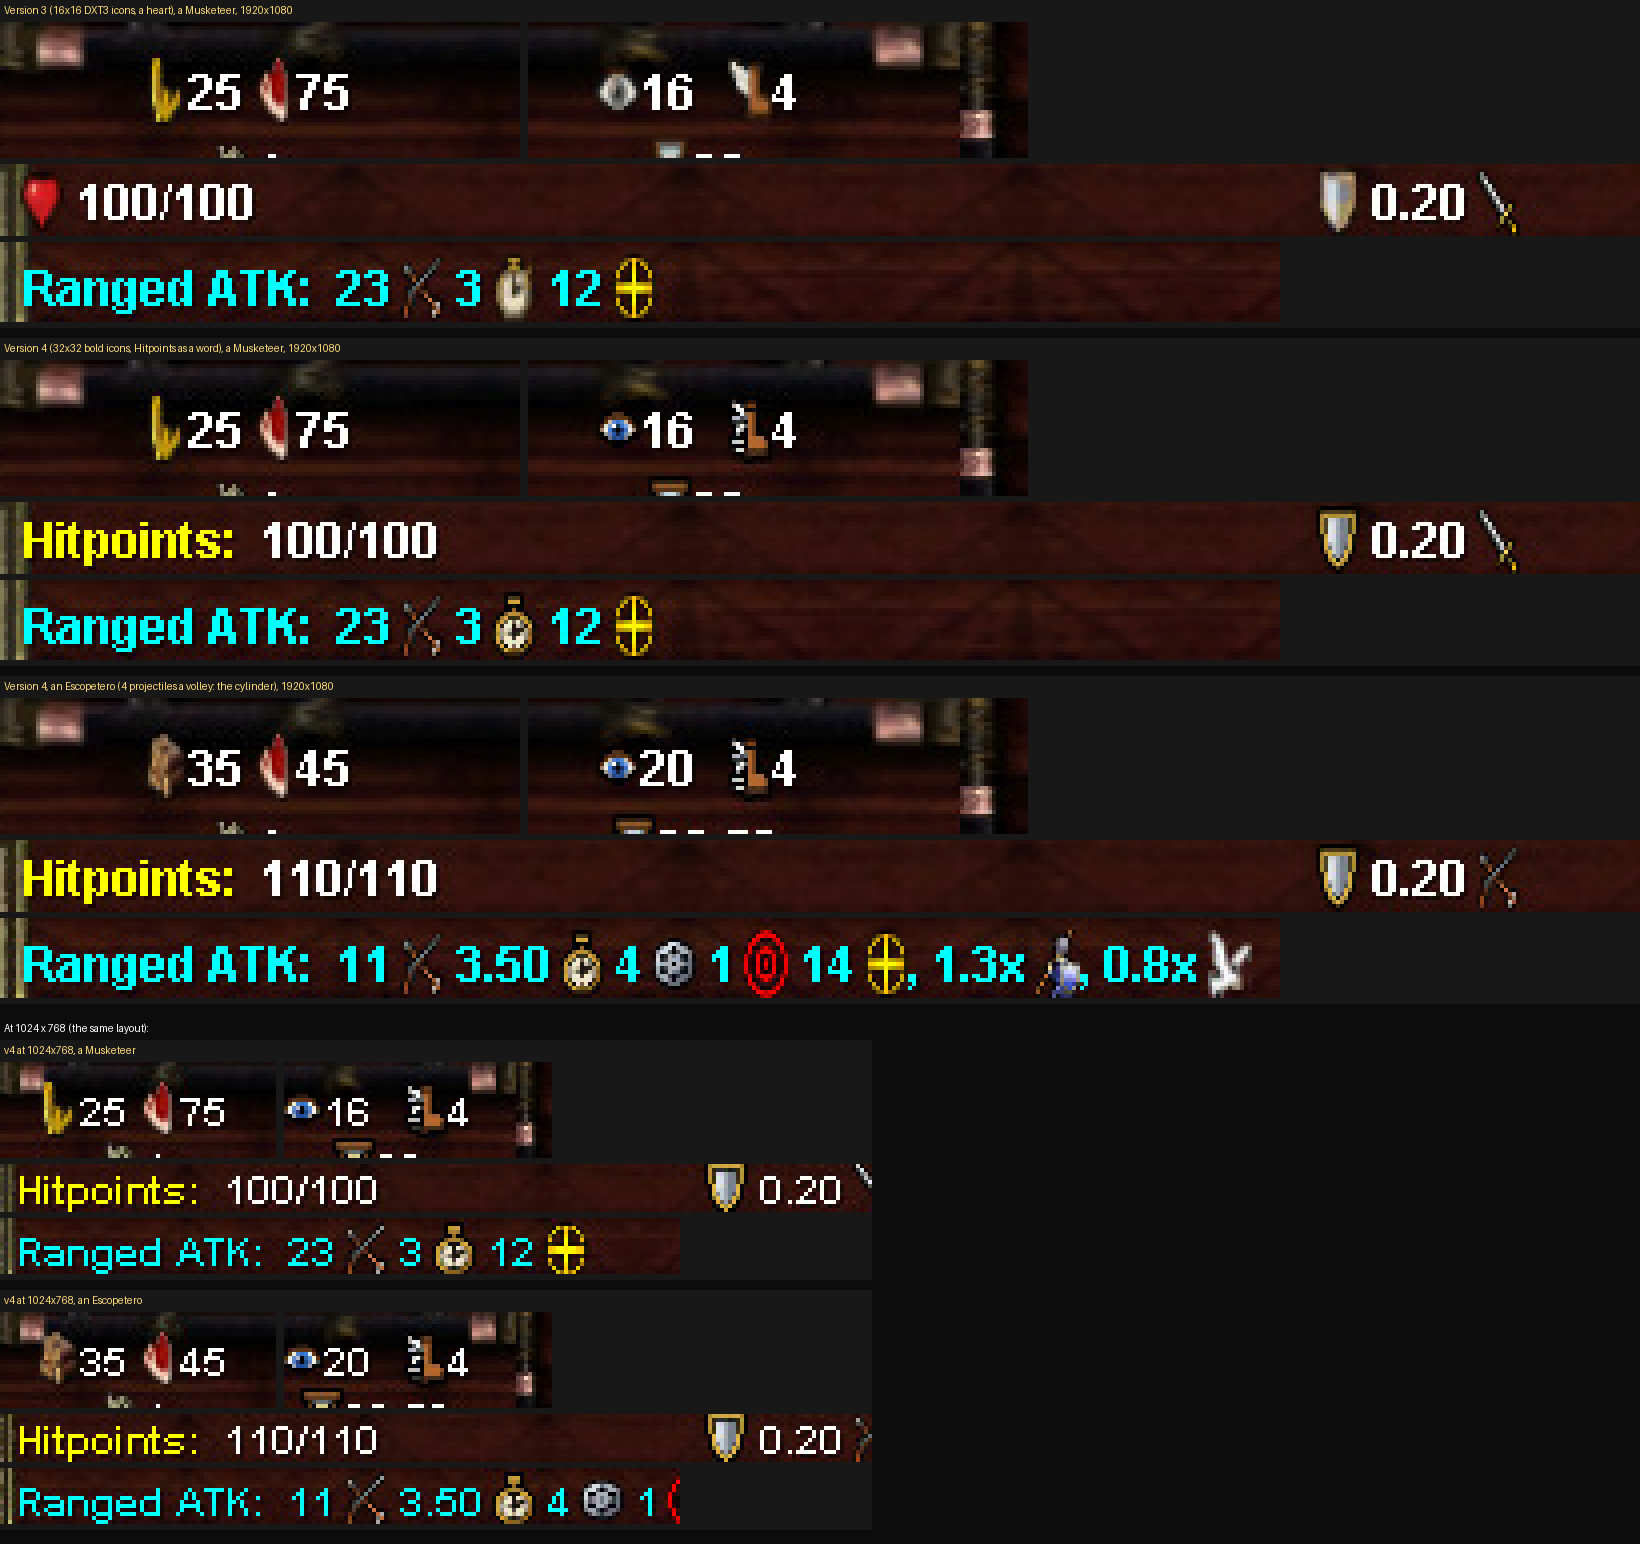 Version 3 (16x16 DXT3 icons, a heart), a Musketeer, 1920x1080
25 75 16 4
100/100 0.20
Ranged ATK: 23 3 12
Version 4 (32x32 bold icons, Hitpoints as a word), a Musketeer, 1920x1080
25 75 16 4
Hitpoints: 100/100 0.20
Ranged ATK: 23 3 12
Version 4, an Escopetero (4 projectiles a volley: the cylinder), 1920x1080
35 45 20 4
Hitpoints: 110/110 0.20
Ranged ATK: 11 3.50 4 1 14 , 1.3x , 0.8x
At 1024 x 768 (the same layout):
v4 at 1024x768, a Musketeer
25 75 16 4
Hitpoints: 100/100 0.20
Ranged ATK: 23 3 12
v4 at 1024x768, an Escopetero
35 45 20 4
Hitpoints: 110/110 0.20
Ranged ATK: 11 3.50 4 1